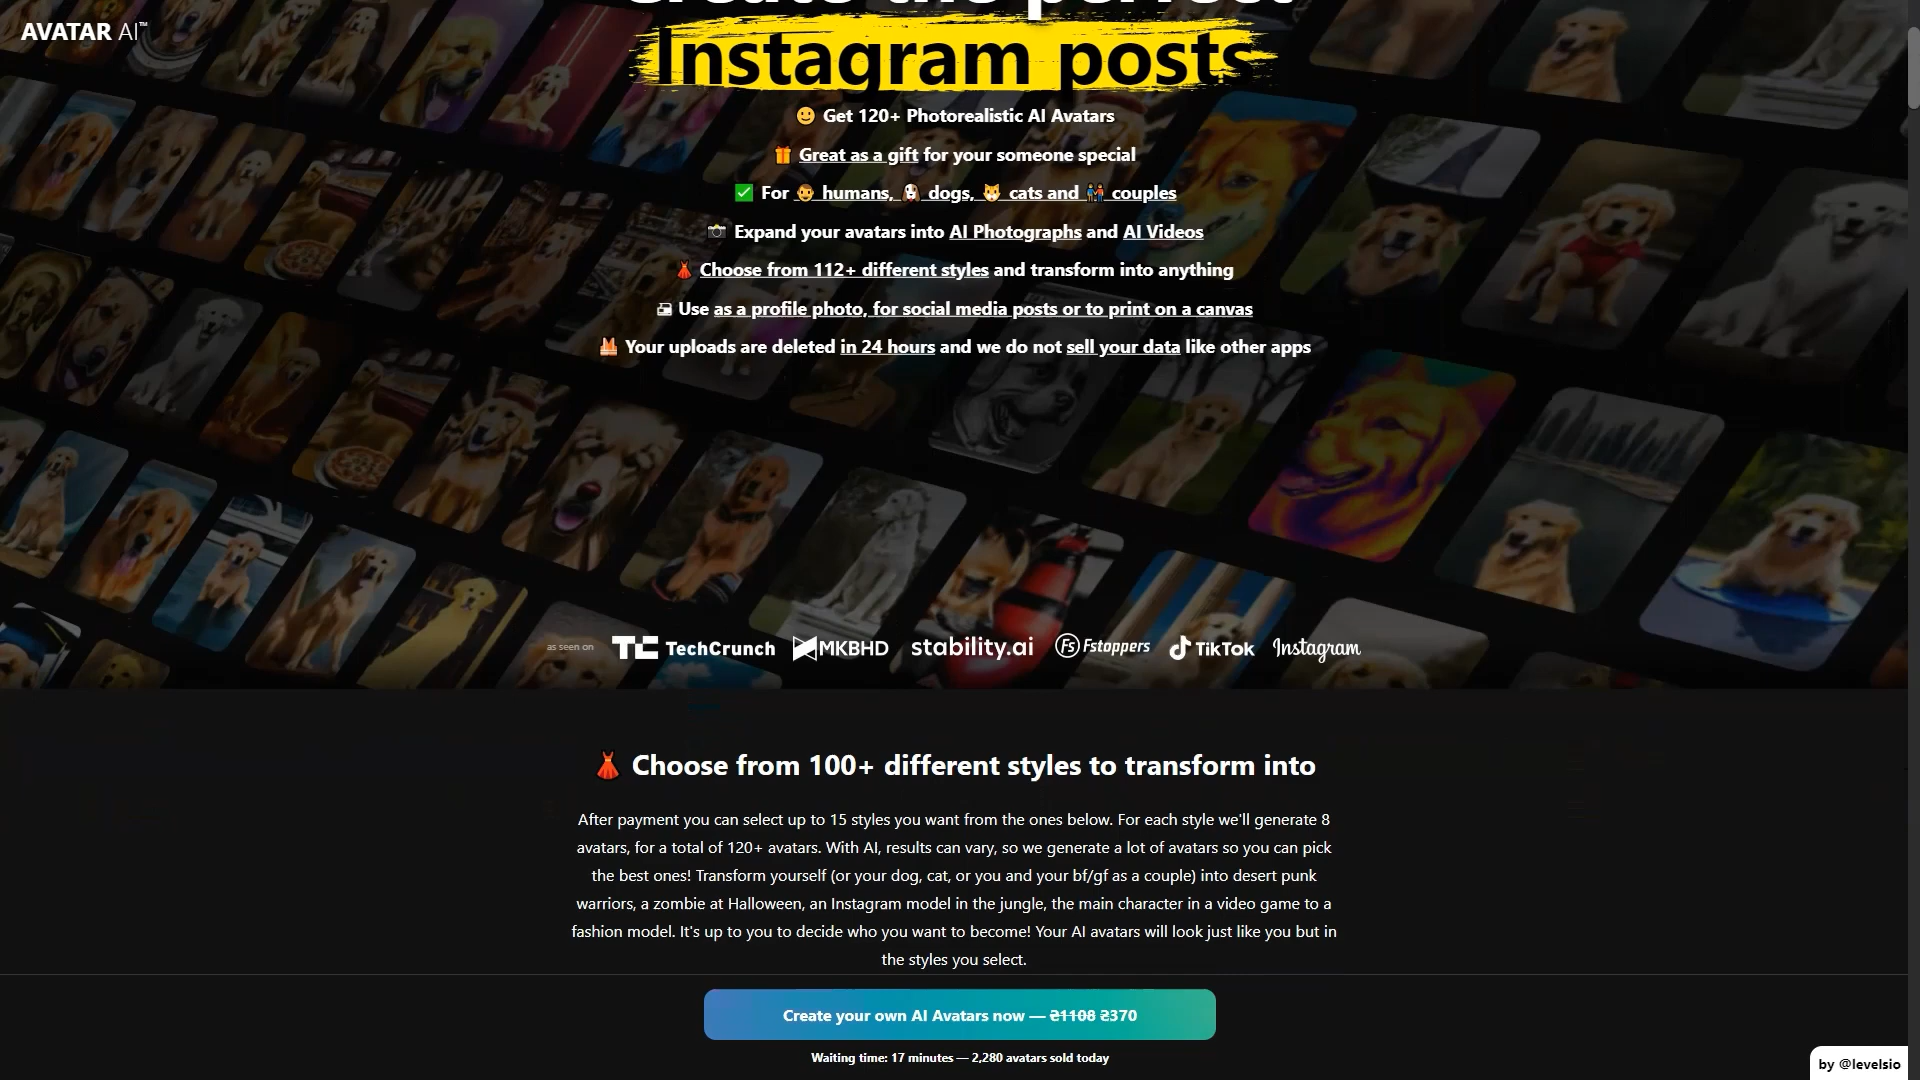 AVATAR AI™
Create the perfect
Instagram posts
Get 120+ Photorealistic AI Avatars
Great as a gift for your someone special
For humans, dogs, cats and couples
Expand your avatars into AI Photographs and AI Videos
Choose from 112+ different styles and transform into anything
Use as a profile photo, for social media posts or to print on a canvas
Your uploads are deleted in 24 hours and we do not sell your data like other apps
as seen on TC TechCrunch MKBHD stability.ai Fs Fstoppers TikTok Instagram
Choose from 100+ different styles to transform into
After payment you can select up to 15 styles you want from the ones below. For each style we'll generate 8
avatars, for a total of 120+ avatars. With AI, results can vary, so we generate a lot of avatars so you can pick
the best ones! Transform yourself (or your dog, cat, or you and your bf/gf as a couple) into desert punk
warriors, a zombie at Halloween, an Instagram model in the jungle, the main character in a video game to a
fashion model. It's up to you to decide who you want to become! Your AI avatars will look just like you but in
the styles you select.
Create your own AI Avatars now — ₴1108 ₴370
Waiting time: 17 minutes — 2,280 avatars sold today
by @levelsio